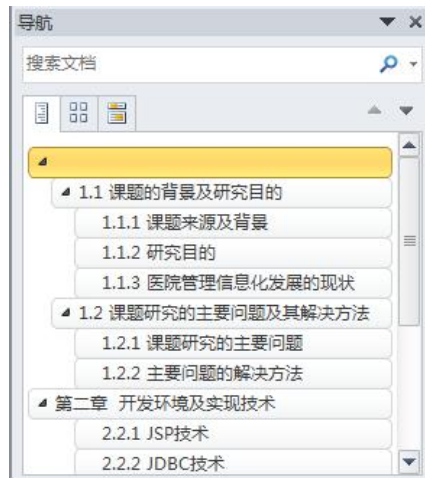 导航
搜索文档
1.1 课题的背景及研究目的
1.1.1 课题来源及背景
1.1.2 研究目的
1.1.3 医院管理信息化发展的现状
1.2 课题研究的主要问题及其解决方法
1.2.1 课题研究的主要问题
1.2.2 主要问题的解决方法
第二章 开发环境及实现技术
2.2.1 JSP技术
2.2.2 JDBC技术